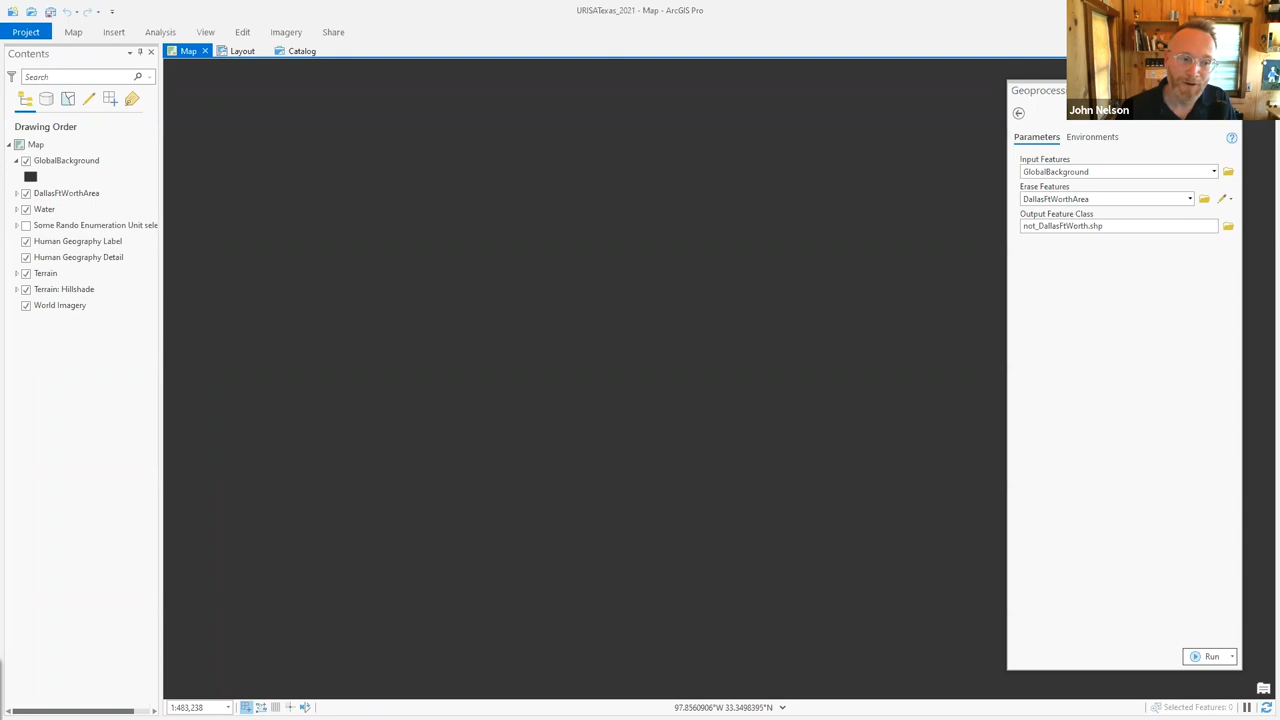 URISATexas_2021 - Map - ArcGIS Pro
Project
Map
Insert
Analysis
View
Edit
Imagery
Share
Contents
Search
Drawing Order
Map
GlobalBackground
DallasFtWorthArea
Water
Some Rando Enumeration Unit sele
Human Geography Label
Human Geography Detail
Terrain
Terrain: Hillshade
World Imagery
Map
Layout
Catalog
Geoprocessi
John Nelson
Parameters
Environments
Input Features
GlobalBackground
Erase Features
DallasFtWorthArea
Output Feature Class
not_DallasFtWorth.shp
Run
1:483,238
97.8560906°W 33.3498395°N
Selected Features: 0